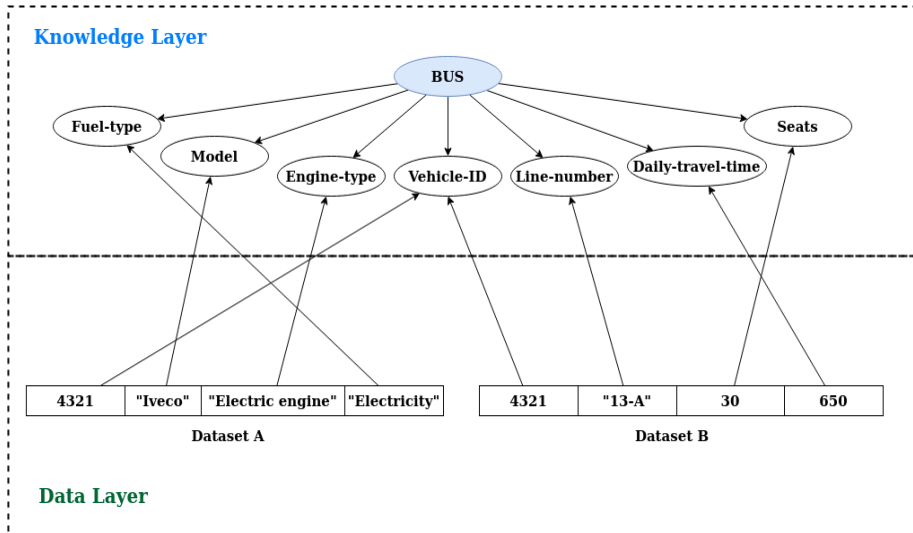 Knowledge Layer
BUS
Fuel-type
Seats
Model
Daily-travel-time
Engine-type
Vehicle-ID
Line-number
4321
"Iveco"
"Electric engine"
"Electricity"
4321
"13-A"
30
650
Dataset A
Dataset B
Data Layer